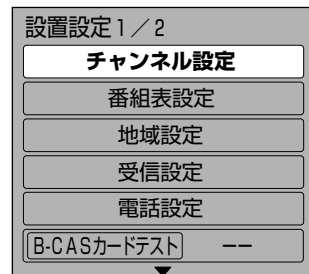 設置設定1／2
チャンネル設定
番組表設定
地域設定
受信設定
電話設定
B-CASカードテスト −−